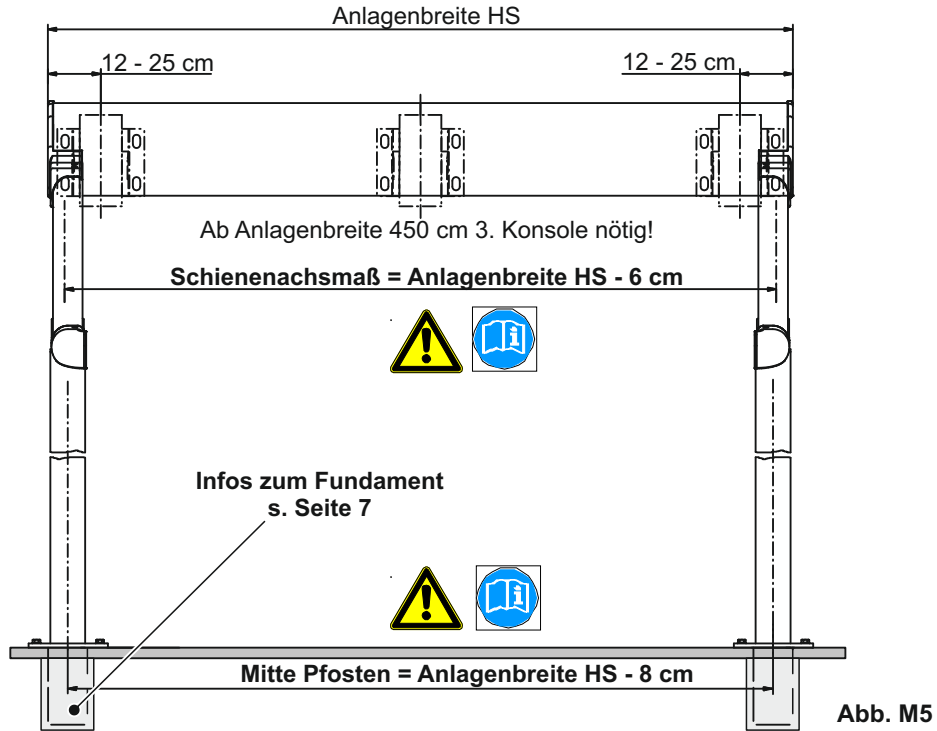 Anlagenbreite HS
12 - 25 cm
12 - 25 cm
Ab Anlagenbreite 450 cm 3. Konsole nötig!
Schienenachsmaß = Anlagenbreite HS - 6 cm
Infos zum Fundament
s. Seite 7
Mitte Pfosten = Anlagenbreite HS - 8 cm
Abb. M5